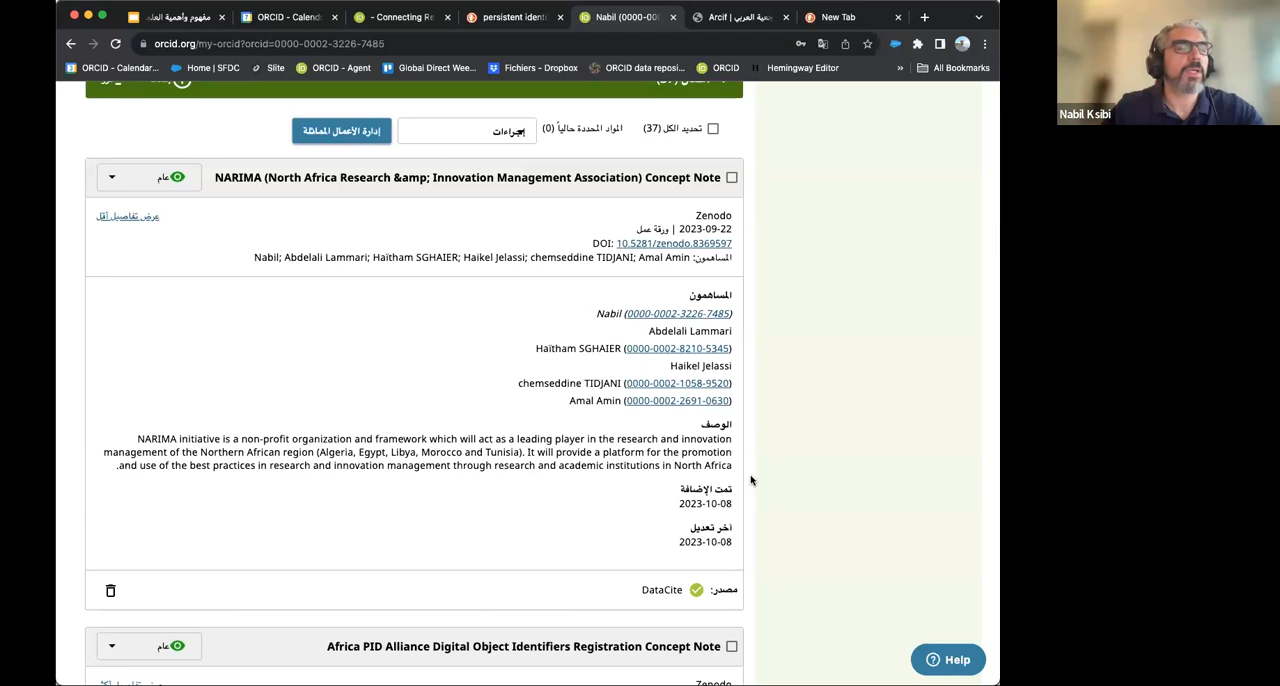 مفهوم وأهمية العلم
ORCID - Calend
- Connecting Re
persistent identi
Nabil (0000-000
Arcif | جعية العربي
New Tab
orcid.org/my-orcid?orcid=0000-0002-3226-7485
ORCID - Calendar...
Home | SFDC
Slite
ORCID - Agent
Global Direct Wee...
Fichiers - Dropbox
ORCID data reposi...
ORCID
Hemingway Editor
»
All Bookmarks
Nabil Ksibi
تحديد الكل (37)
المواد المحددة حالياً (0)
إجراءات
إدارة الأعمال المماثلة
NARIMA (North Africa Research &amp; Innovation Management Association) Concept Note
عام
Zenodo
عرض تفاصيل أقل
2023-09-22 | ورقة عمل
DOI: 10.5281/zenodo.8369597
المساهمون: Nabil; Abdelali Lammari; Haïtham SGHAIER; Haikel Jelassi; chemseddine TIDJANI; Amal Amin
المساهمون
Nabil (0000-0002-3226-7485)
Abdelali Lammari
Haïtham SGHAIER (0000-0002-8210-5345)
Haikel Jelassi
chemseddine TIDJANI (0000-0002-1058-9520)
Amal Amin (0000-0002-2691-0630)
الوصف
NARIMA initiative is a non-profit organization and framework which will act as a leading player in the research and innovation
management of the Northern African region (Algeria, Egypt, Libya, Morocco and Tunisia). It will provide a platform for the promotion
.and use of the best practices in research and innovation management through research and academic institutions in North Africa
تمت الإضافة
2023-10-08
آخر تعديل
2023-10-08
مصدر: DataCite
Africa PID Alliance Digital Object Identifiers Registration Concept Note
عام
Zenodo
Help